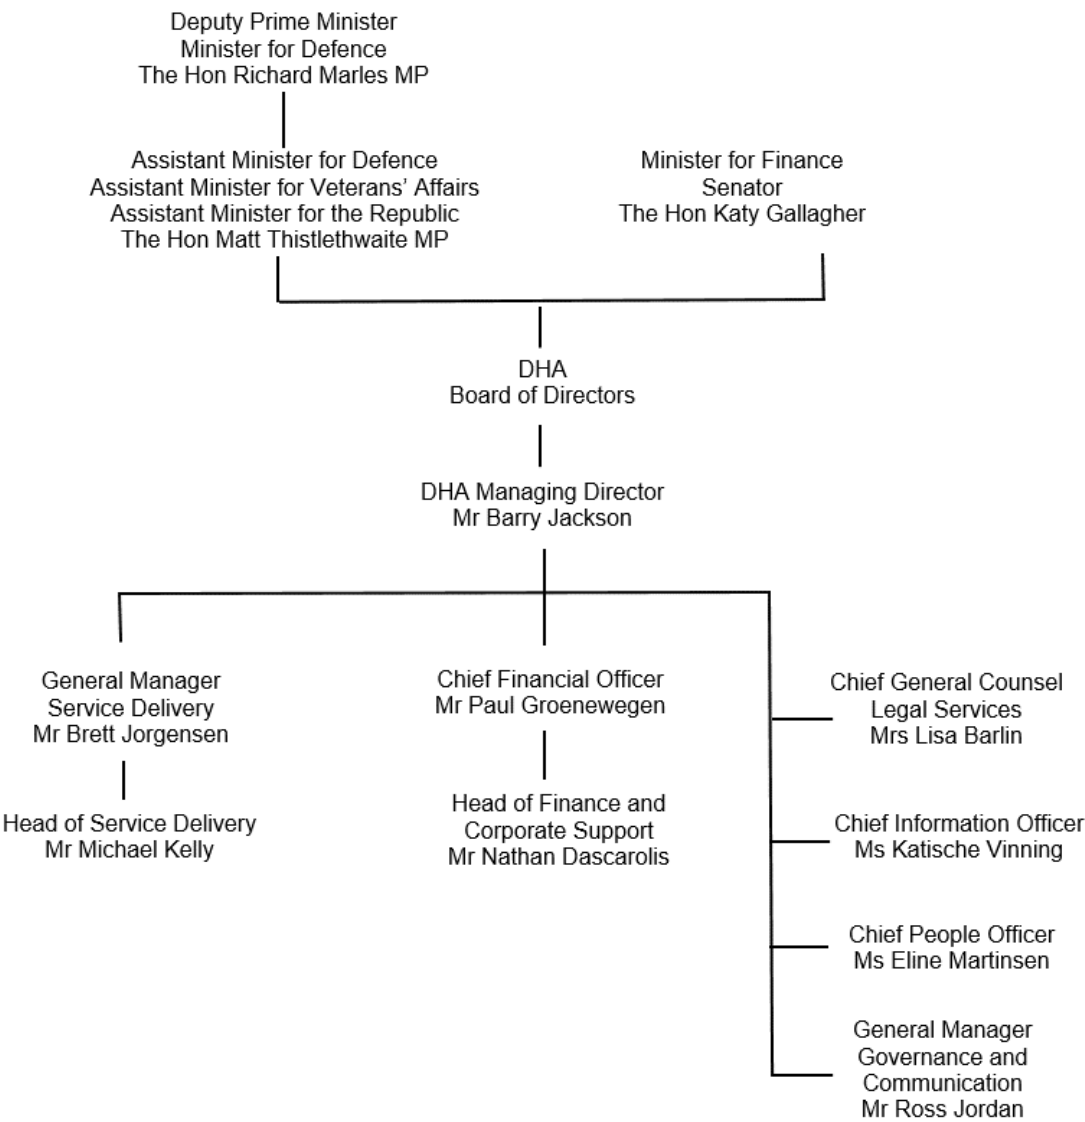 Deputy Prime Minister
Minister for Defence
The Hon Richard Marles MP
Assistant Minister for Defence
Assistant Minister for Veterans’ Affairs
Assistant Minister for the Republic
The Hon Matt Thistlethwaite MP
Minister for Finance
Senator
The Hon Katy Gallagher
DHA
Board of Directors
DHA Managing Director
Mr Barry Jackson
General Manager
Service Delivery
Mr Brett Jorgensen
Head of Service Delivery
Mr Michael Kelly
Chief Financial Officer
Mr Paul Groenewegen
Head of Finance and
Corporate Support
Mr Nathan Dascarolis
Chief General Counsel
Legal Services
Mrs Lisa Barlin
Chief Information Officer
Ms Katische Vinning
Chief People Officer
Ms Eline Martinsen
General Manager
Governance and
Communication
Mr Ross Jordan